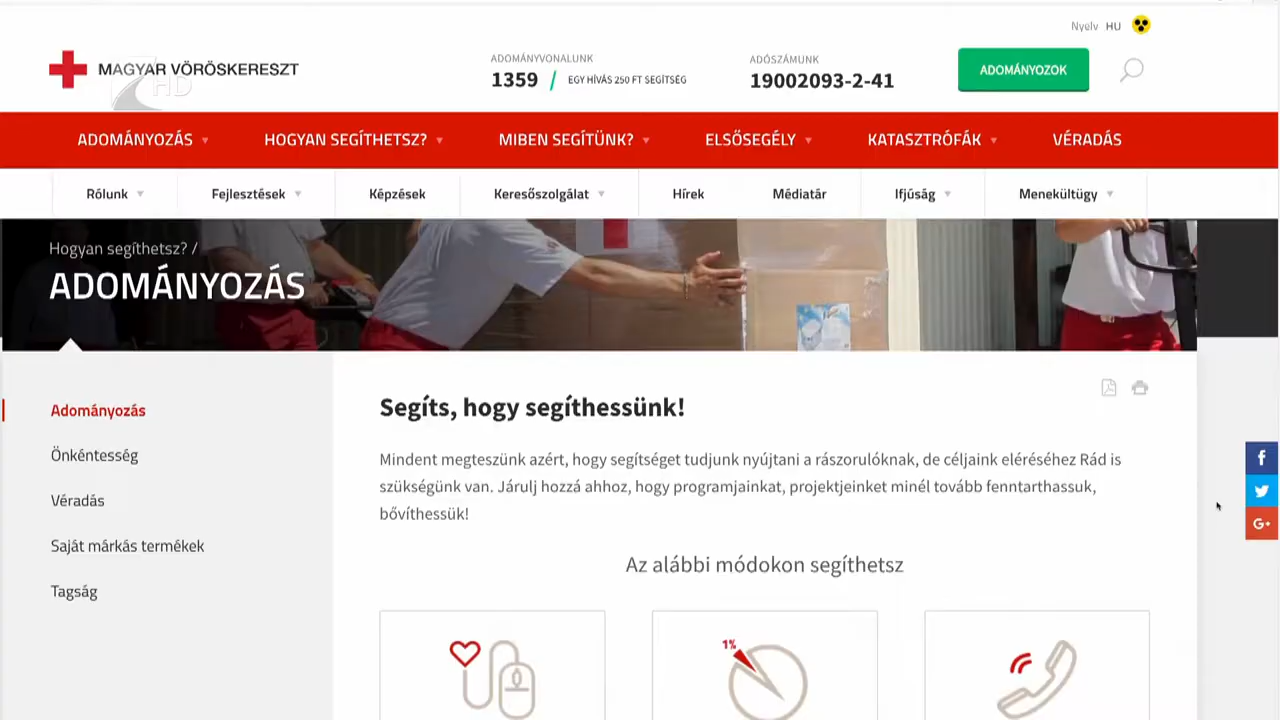 Nyelv HU
MAGYAR VÖRÖSKERESZT
HD
ADOMÁNYVONALUNK
1359 / EGY HÍVÁS 250 FT SEGÍTSÉG
ADÓSZÁMUNK
19002093-2-41
ADOMÁNYOZOK
ADOMÁNYOZÁS HOGYAN SEGÍTHETSZ? MIBEN SEGÍTÜNK? ELSŐSEGÉLY KATASZTRÓFÁK VÉRADÁS
Rólunk Fejlesztések Képzések Keresőszolgálat Hírek Médiatár Ifjúság Menekültügy
Hogyan segíthetsz? /
ADOMÁNYOZÁS
Adományozás
Önkéntesség
Véradás
Saját márkás termékek
Tagság
Segíts, hogy segíthessünk!
Mindent megteszünk azért, hogy segítséget tudjunk nyújtani a rászorulóknak, de céljaink eléréséhez Rád is
szükségünk van. Járulj hozzá ahhoz, hogy programjainkat, projektjeinket minél tovább fenntarthassuk,
bővíthessük!
Az alábbi módokon segíthetsz
1%
f
G+